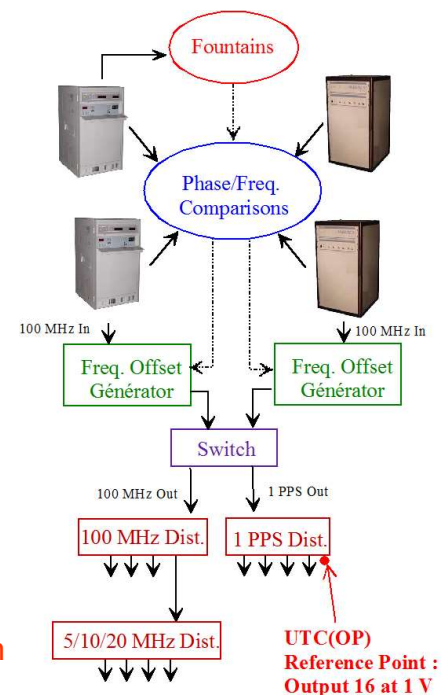 Fountains
Phase/Freq.
Comparisons
100 MHz In
100 MHz In
Freq. Offset
Générator
Freq. Offset
Générator
Switch
100 MHz Out
1 PPS Out
100 MHz Dist.
1 PPS Dist.
5/10/20 MHz Dist.
UTC(OP)
Reference Point :
Output 16 at 1 V